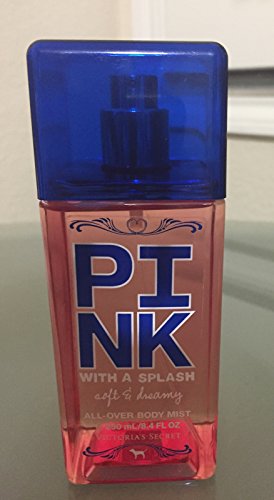 PI
NK
WITH A SPLASH
soft & dreamy
ALL-OVER BODY MIST
250 mL/8.4 FL OZ
VICTORIA'S SECRET